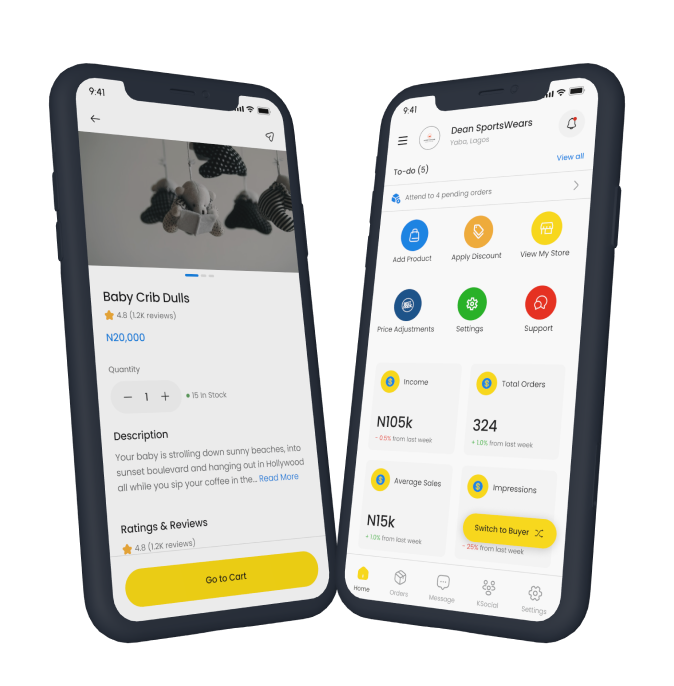 9:41
Baby Crib Dulls
4.8 (1.2K reviews)
N20,000
Quantity
1
15 in Stock
Description
Your baby is strolling down sunny beaches, into
sunset boulevard and hanging out in Hollywood
all while you sip your coffee in the... Read More
Ratings & Reviews
4.8 (1.2K reviews)
Go to Cart
9:41
Dean SportsWears
Yaba, Lagos
To-do (5)
View all
Attend to 4 pending orders
Add Product
Apply Discount
View My Store
Price Adjustments
Settings
Support
Income
N105k
- 0.5% from last week
Total Orders
324
+ 1.0% from last week
Average Sales
N15k
+ 1.0% from last week
Impressions
Switch to Buyer
- 25% from last week
Home
Orders
Message
KSocial
Settings